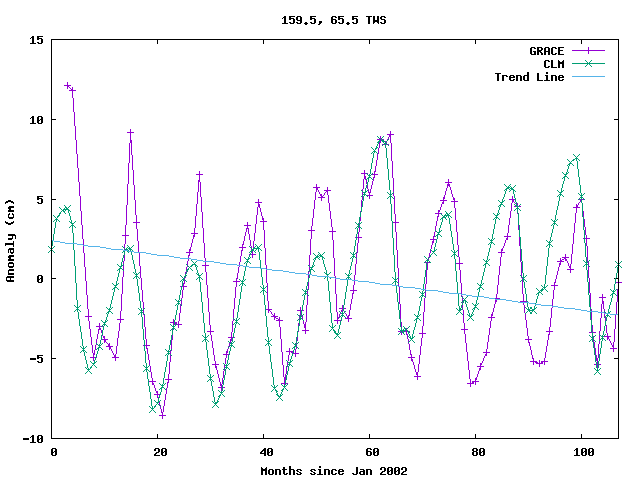 159.5, 65.5 TWS
GRACE
CLM
Trend Line
15
10
5
0
-5
-10
Anomaly (cm)
0 20 40 60 80 100
Months since Jan 2002